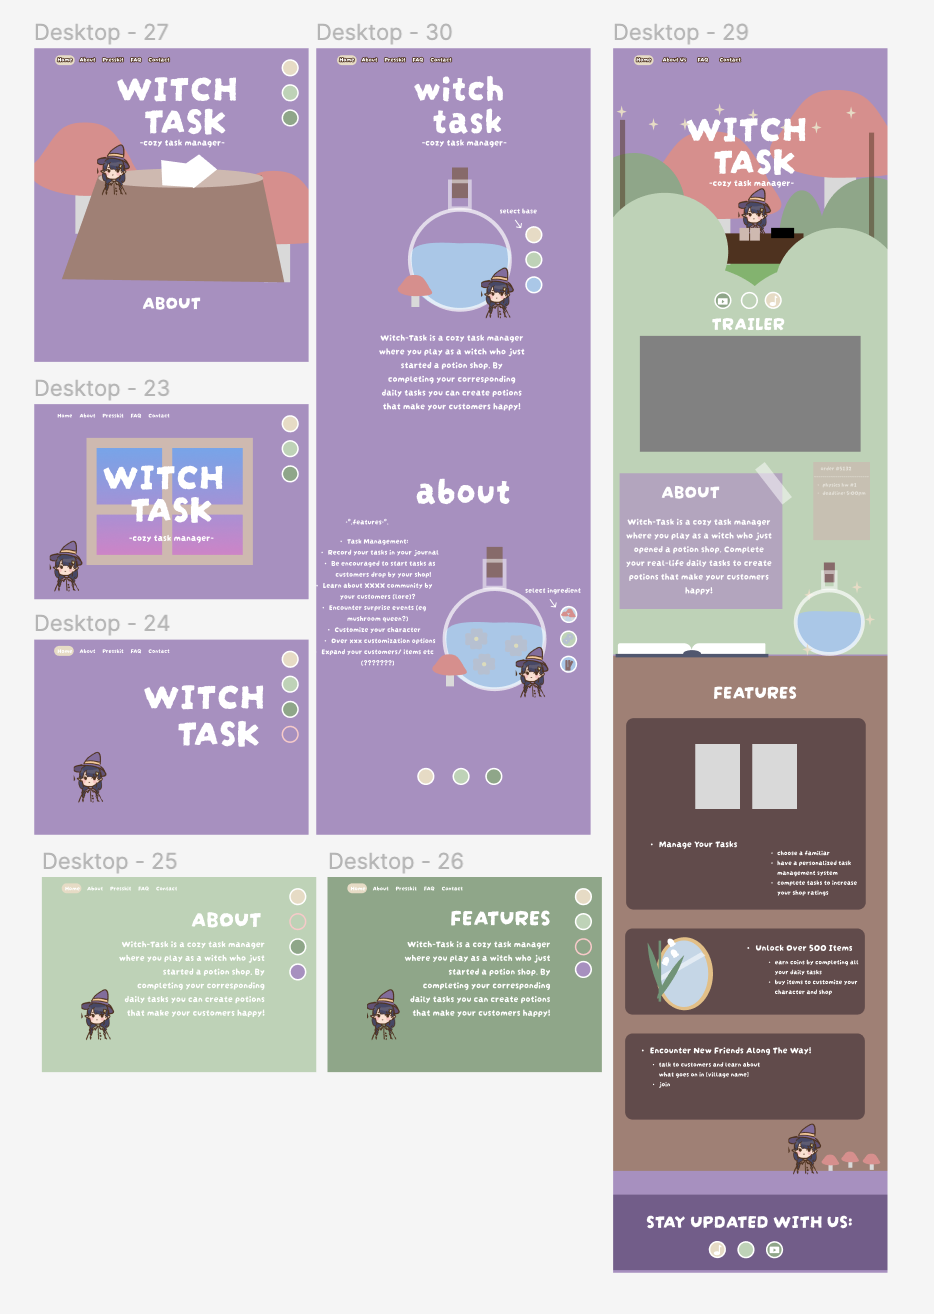 Desktop - 27
Home About Presskit FAQ Contact
WITCH
TASK
-cozy task manager-
ABOUT
Desktop - 30
Home About Presskit FAQ Contact
witch
task
-cozy task manager-
select base
Witch-Task is a cozy task manager
where you play as a witch who just
started a potion shop. By
completing your corresponding
daily tasks you can create potions
that make your customers happy!
about
-".features-".
• Task Management:
• Record your tasks in your journal
• Be encouraged to start tasks as
customers drop by your shop!
• Learn about XXXX community by
your customers (lore)?
• Encounter surprise events (eg
mushroom queen?)
• Customize your character
• Over xxx customization options
Expand your customers/ items etc
(???????)
select ingredient
Desktop - 29
Home About Us FAQ Contact
WITCH
TASK
-cozy task manager-
TRAILER
ABOUT
Witch-Task is a cozy task manager
where you play as a witch who just
opened a potion shop. Complete
your real-life daily tasks to create
potions that make your customers
happy!
FEATURES
• Manage Your Tasks
• choose a familiar
• have a personalized task
management system
• complete tasks to increase
your shop ratings
• Unlock Over 500 Items
• earn coins by completing all
your daily tasks
• buy items to customize your
character and shop
• Encounter New Friends Along The Way!
• talk to customers and learn about
what goes on in [village name]
• join
STAY UPDATED WITH US:
Desktop - 23
Home About Presskit FAQ Contact
WITCH
TASK
-cozy task manager-
Desktop - 24
Home About Presskit FAQ Contact
WITCH
TASK
Desktop - 25
Home About Presskit FAQ Contact
ABOUT
Witch-Task is a cozy task manager
where you play as a witch who just
started a potion shop. By
completing your corresponding
daily tasks you can create potions
that make your customers happy!
Desktop - 26
Home About Presskit FAQ Contact
FEATURES
Witch-Task is a cozy task manager
where you play as a witch who just
started a potion shop. By
completing your corresponding
daily tasks you can create potions
that make your customers happy!